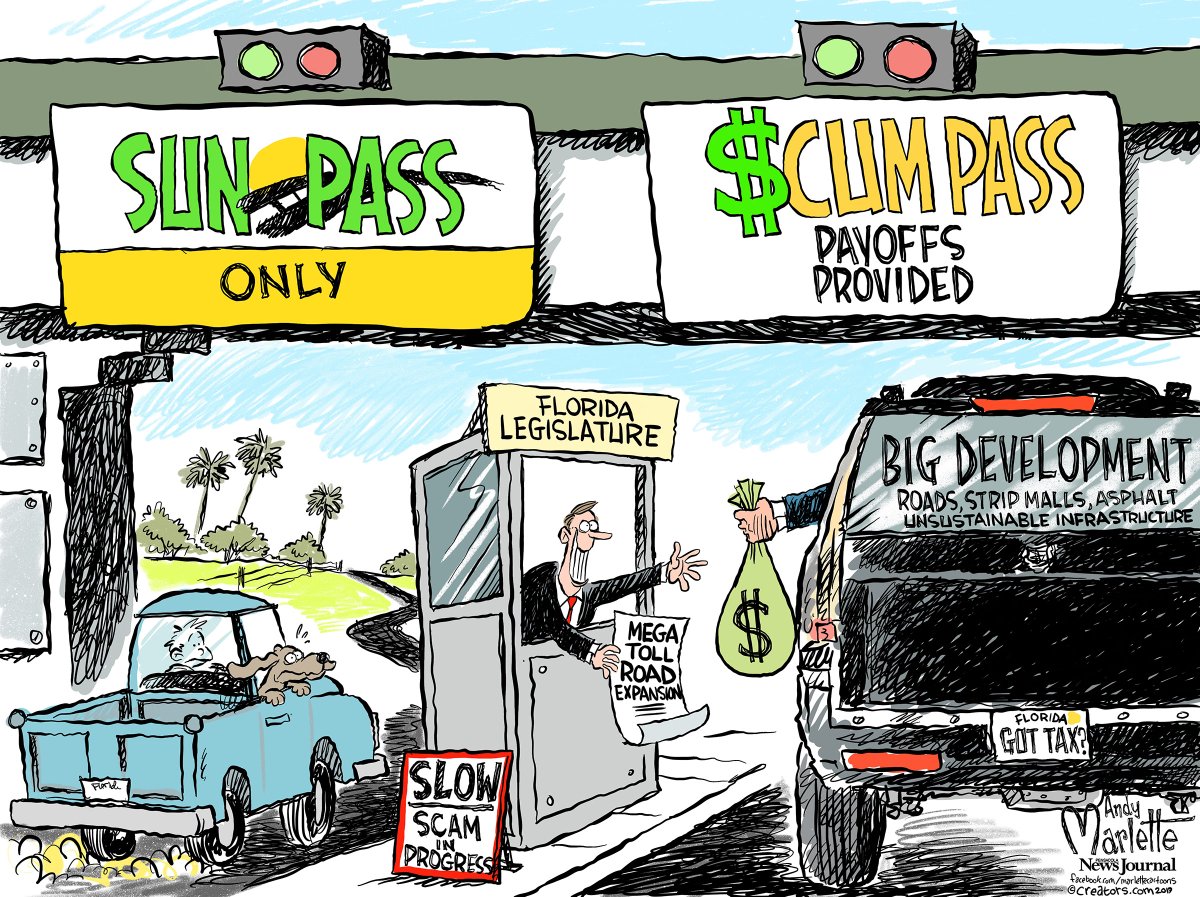 SUN PASS
ONLY
$CUM PASS
PAYOFFS
PROVIDED
FLORIDA
LEGISLATURE
BIG DEVELOPMENT
ROADS, STRIP MALLS, ASPHALT
UNSUSTAINABLE INFRASTRUCTURE
$
MEGA
TOLL
ROAD
EXPANSION
FLORIDA
GOT TAX?
SLOW
SCAM
IN
PROGRESS
Andy
Marlette
News Journal
facebook.com/marlettecartoons
©creators.com 2019